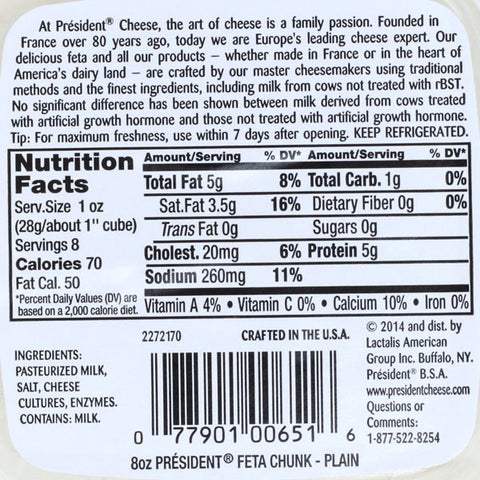 At Président® Cheese, the art of cheese is a family passion. Founded in
France over 80 years ago, today we are Europe's leading cheese expert. Our
delicious feta and all our products – whether made in France or in the heart of
America's dairy land – are crafted by our master cheesemakers using traditional
methods and the finest ingredients, including milk from cows not treated with rBST.
No significant difference has been shown between milk derived from cows treated
with artificial growth hormone and those not treated with artificial growth hormone.
Tip: For maximum freshness, use within 7 days after opening. KEEP REFRIGERATED.
Nutrition
Facts
Serv.Size 1 oz
(28g/about 1" cube)
Servings 8
Calories 70
Fat Cal. 50
*Percent Daily Values (DV) are
based on a 2,000 calorie diet.
Amount/Serving % DV* Amount/Serving % DV*
Total Fat 5g 8% Total Carb. 1g 0%
Sat.Fat 3.5g 16% Dietary Fiber 0g 0%
Trans Fat 0g Sugars 0g
Cholest. 20mg 6% Protein 5g
Sodium 260mg 11%
Vitamin A 4% • Vitamin C 0% • Calcium 10% • Iron 0%
INGREDIENTS:
PASTEURIZED MILK,
SALT, CHEESE
CULTURES, ENZYMES.
CONTAINS: MILK.
2272170 CRAFTED IN THE U.S.A.
0 77901 00651 6
8oz PRÉSIDENT® FETA CHUNK - PLAIN
© 2014 and dist. by
Lactalis American
Group Inc. Buffalo, NY.
Président® B.S.A.
www.presidentcheese.com
Questions or
Comments:
1-877-522-8254